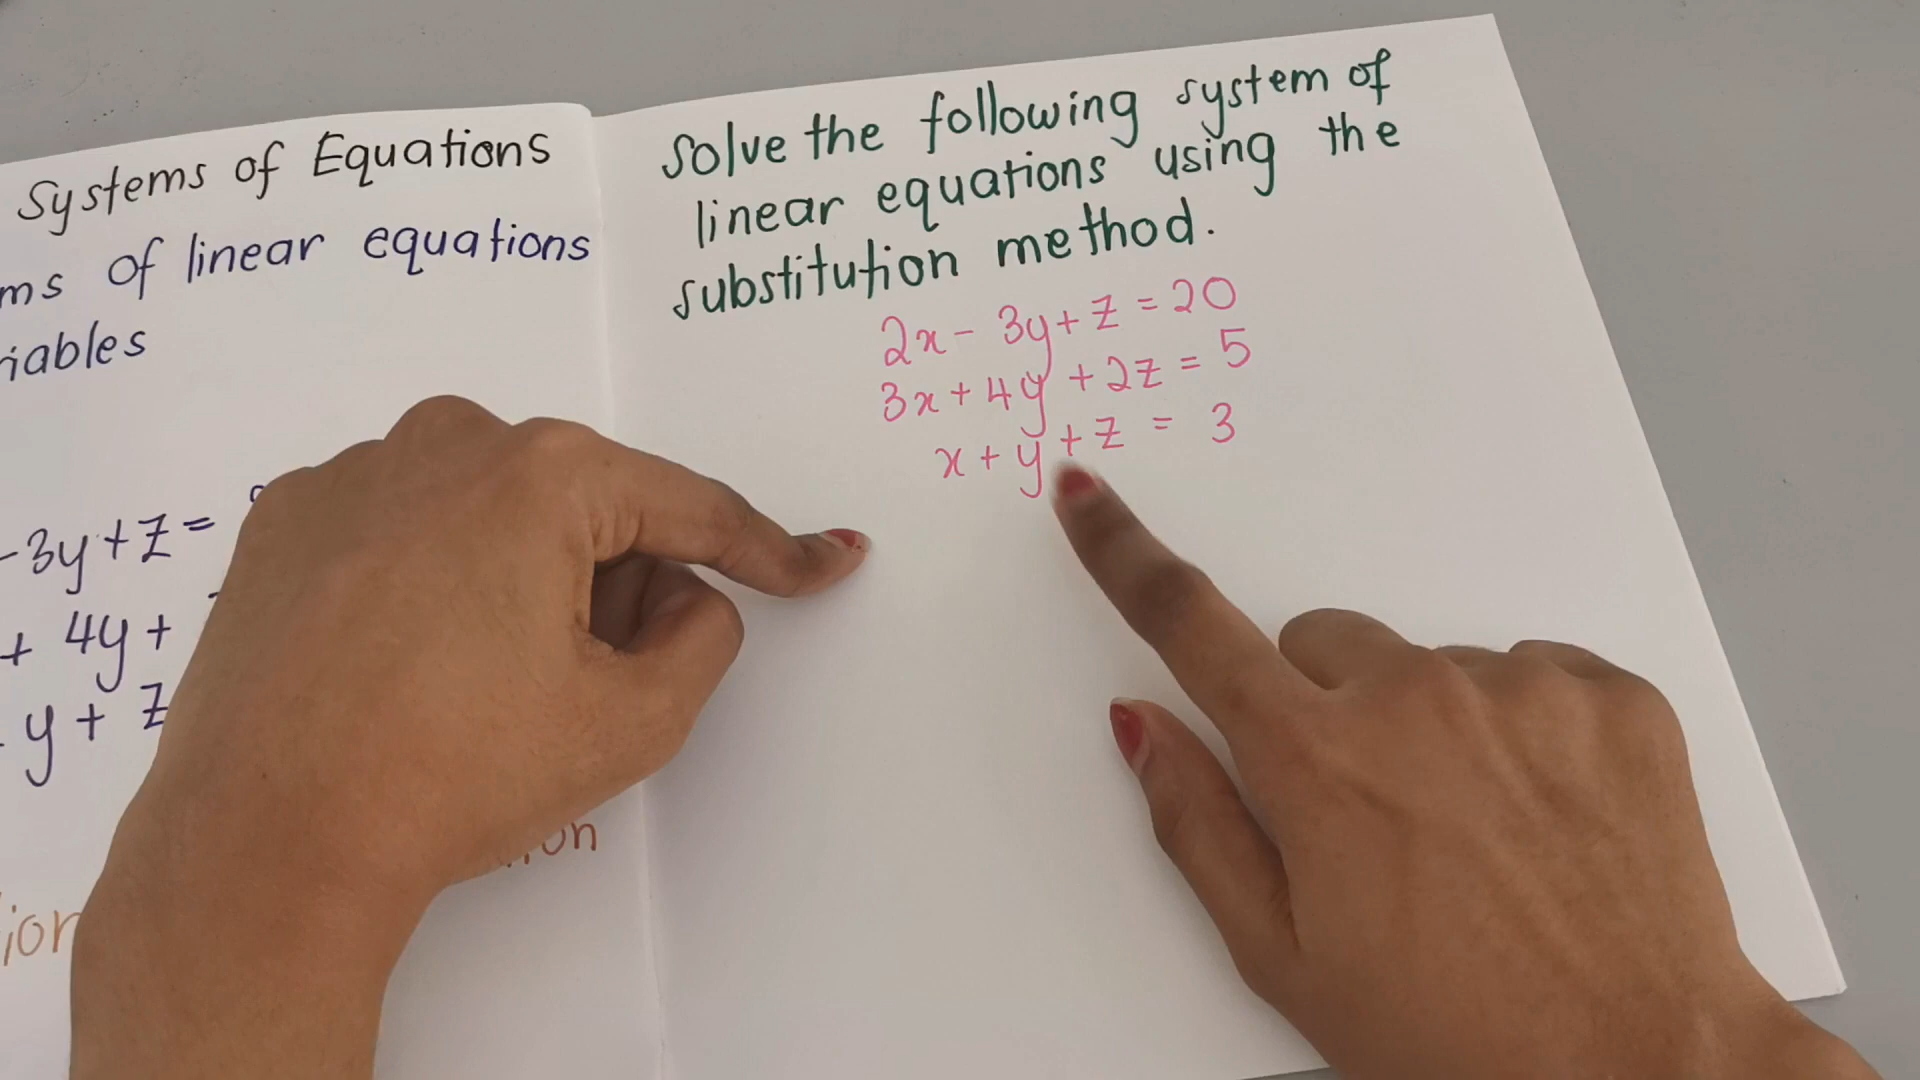 Systems of Equations
ms of linear equations
iables
-3y+z=
+ 4y+
y+ z
ion
Solve the following system of
linear equations using the
substitution method.
2x - 3y+z = 20
3x + 4y +2z = 5
x + y + z = 3